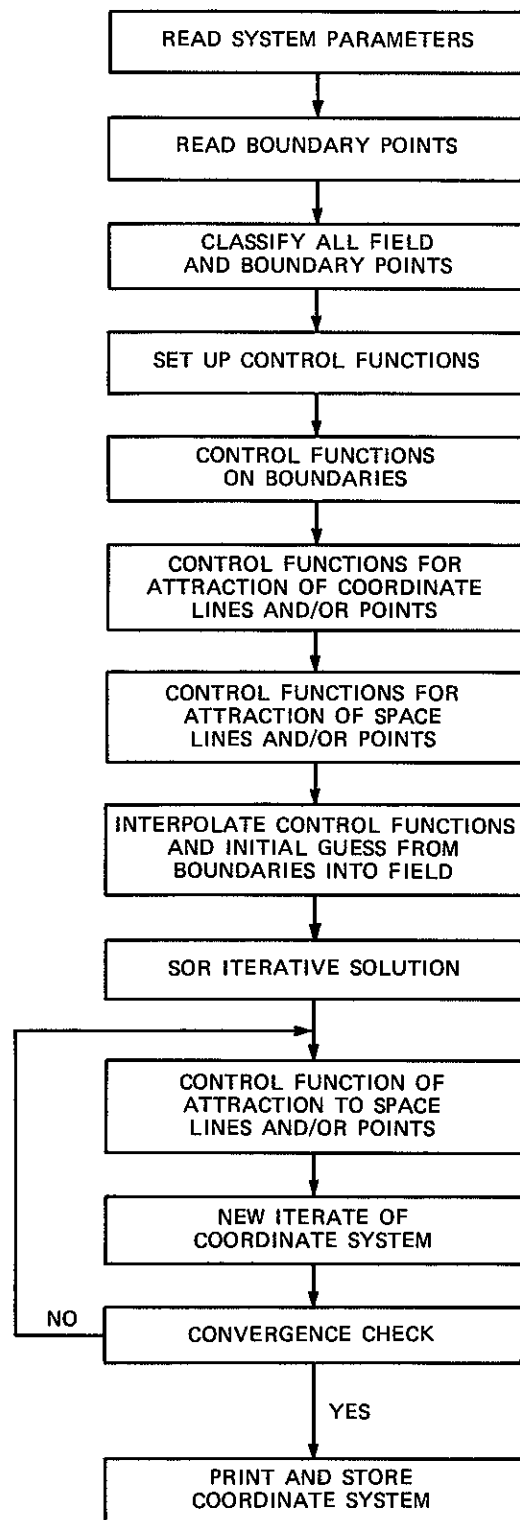 READ SYSTEM PARAMETERS
READ BOUNDARY POINTS
CLASSIFY ALL FIELD
AND BOUNDARY POINTS
SET UP CONTROL FUNCTIONS
CONTROL FUNCTIONS
ON BOUNDARIES
CONTROL FUNCTIONS FOR
ATTRACTION OF COORDINATE
LINES AND/OR POINTS
CONTROL FUNCTIONS FOR
ATTRACTION OF SPACE
LINES AND/OR POINTS
INTERPOLATE CONTROL FUNCTIONS
AND INITIAL GUESS FROM
BOUNDARIES INTO FIELD
SOR ITERATIVE SOLUTION
CONTROL FUNCTION OF
ATTRACTION TO SPACE
LINES AND/OR POINTS
NEW ITERATE OF
COORDINATE SYSTEM
NO
CONVERGENCE CHECK
YES
PRINT AND STORE
COORDINATE SYSTEM